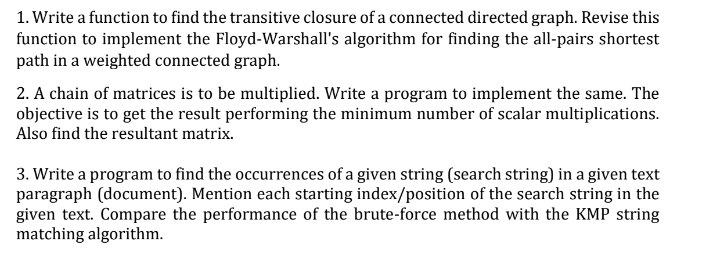 1. Write a function to find the transitive closure of a connected directed graph. Revise this
function to implement the Floyd-Warshall's algorithm for finding the all-pairs shortest
path in a weighted connected graph.
2. A chain of matrices is to be multiplied. Write a program to implement the same. The
objective is to get the result performing the minimum number of scalar multiplications.
Also find the resultant matrix.
3. Write a program to find the occurrences of a given string (search string) in a given text
paragraph (document). Mention each starting index/position of the search string in the
given text. Compare the performance of the brute-force method with the KMP string
matching algorithm.